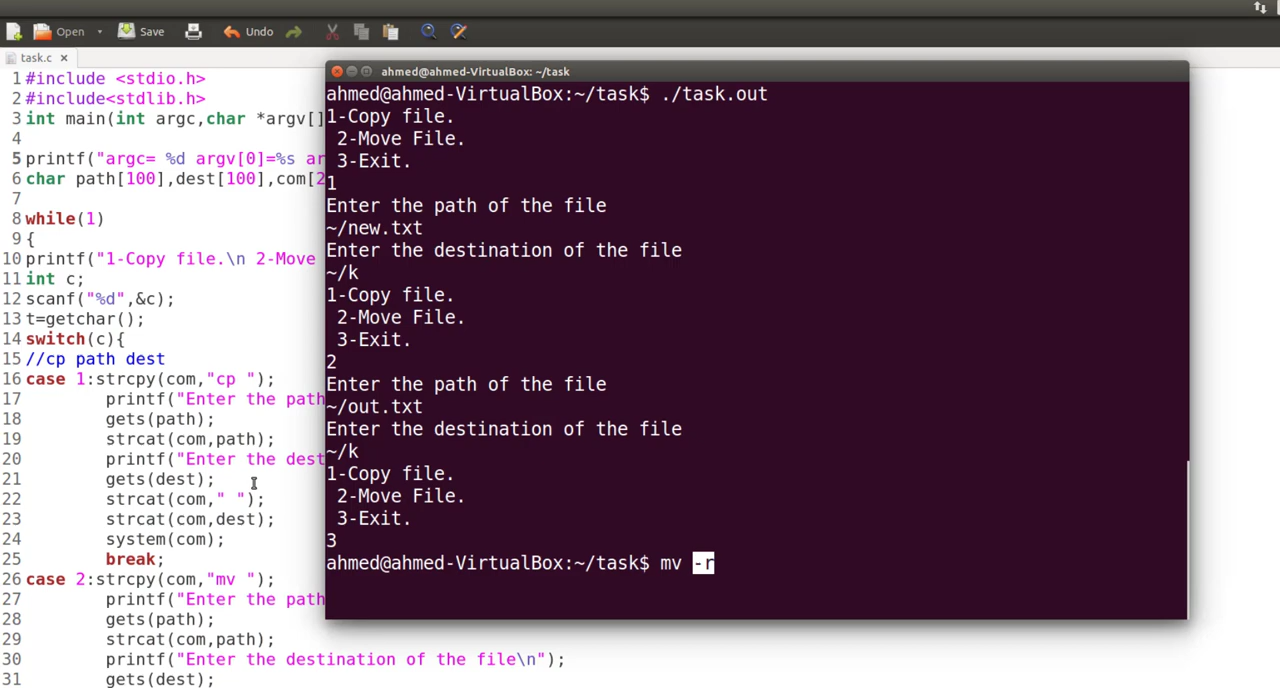 Open Save Undo
task.c
1 #include <stdio.h>
2 #include<stdlib.h>
3 int main(int argc,char *argv[]
4
5 printf("argc= %d argv[0]=%s ar
6 char path[100],dest[100],com[2
7
8 while(1)
9 {
10 printf("1-Copy file.\n 2-Move
11 int c;
12 scanf("%d",&c);
13 t=getchar();
14 switch(c){
15 //cp path dest
16 case 1:strcpy(com,"cp ");
17 printf("Enter the path
18 gets(path);
19 strcat(com,path);
20 printf("Enter the dest
21 gets(dest);
22 strcat(com," ");
23 strcat(com,dest);
24 system(com);
25 break;
26 case 2:strcpy(com,"mv ");
27 printf("Enter the path
28 gets(path);
29 strcat(com,path);
30 printf("Enter the destination of the file\n");
31 gets(dest);
ahmed@ahmed-VirtualBox: ~/task
ahmed@ahmed-VirtualBox:~/task$ ./task.out
1-Copy file.
2-Move File.
3-Exit.
1
Enter the path of the file
~/new.txt
Enter the destination of the file
~/k
1-Copy file.
2-Move File.
3-Exit.
2
Enter the path of the file
~/out.txt
Enter the destination of the file
~/k
1-Copy file.
2-Move File.
3-Exit.
3
ahmed@ahmed-VirtualBox:~/task$ mv -r